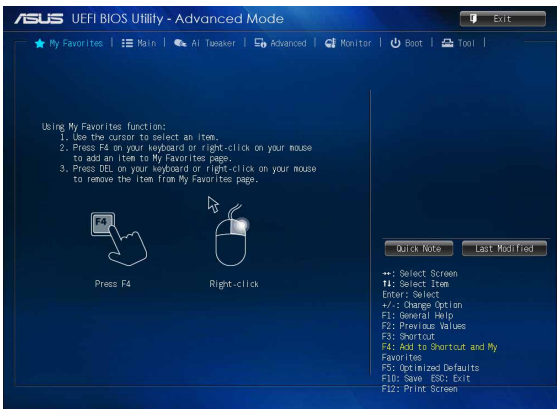 ASUS UEFI BIOS Utility - Advanced Mode
Exit
My Favorites | Main | Ai Tweaker | Advanced | Monitor | Boot | Tool |
Using My Favorites function:
1. Use the cursor to select an item.
2. Press F4 on your keyboard or right-click on your mouse
to add an item to My Favorites page.
3. Press DEL on your keyboard or right-click on your mouse
to remove the item from My Favorites page.
F4
Press F4
Right-click
Quick Note
Last Modified
→←: Select Screen
↑↓: Select Item
Enter: Select
+/-: Change Option
F1: General Help
F2: Previous Values
F3: Shortcut
F4: Add to Shortcut and My
Favorites
F5: Optimized Defaults
F10: Save ESC: Exit
F12: Print Screen